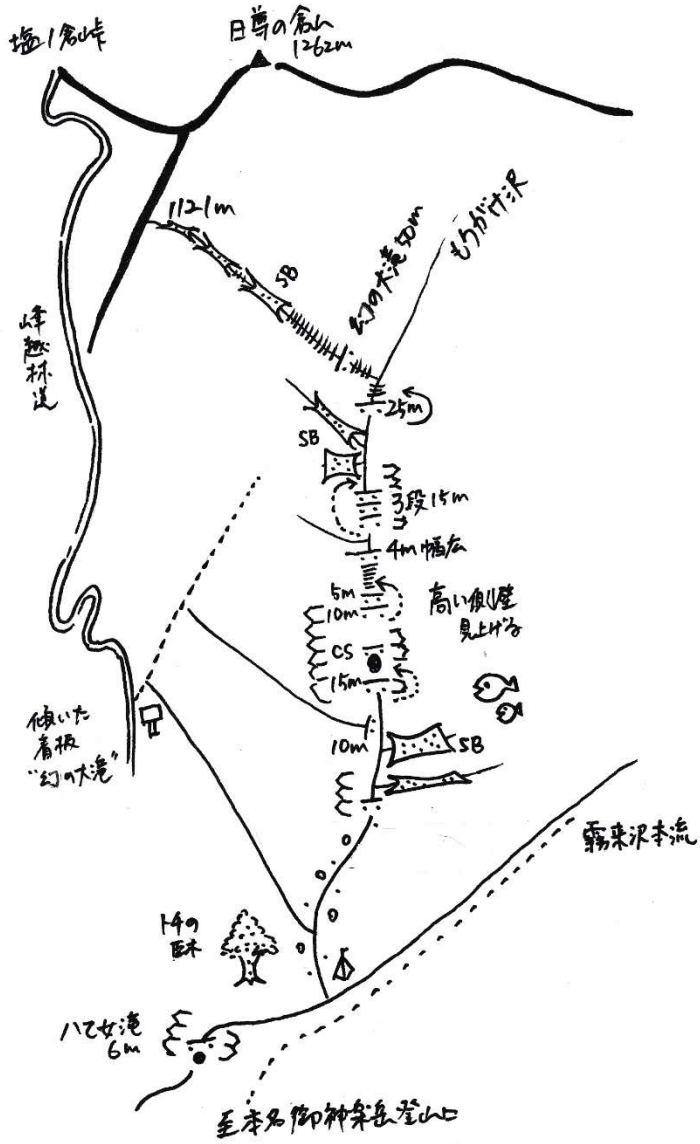 塩ノ倉峠
日尊の倉山
1262m
1121m
SB
幻の大滝50m
もりがけ沢
峰越林道
25m
SB
3段15m
4m幅広
5m
10m
高い側壁
見上げる
CS
15m
傾いた
看板
"幻の大滝"
10m
SB
霧来沢本流
トチの
巨木
八乙女滝
6m
至本名御神楽岳登山口